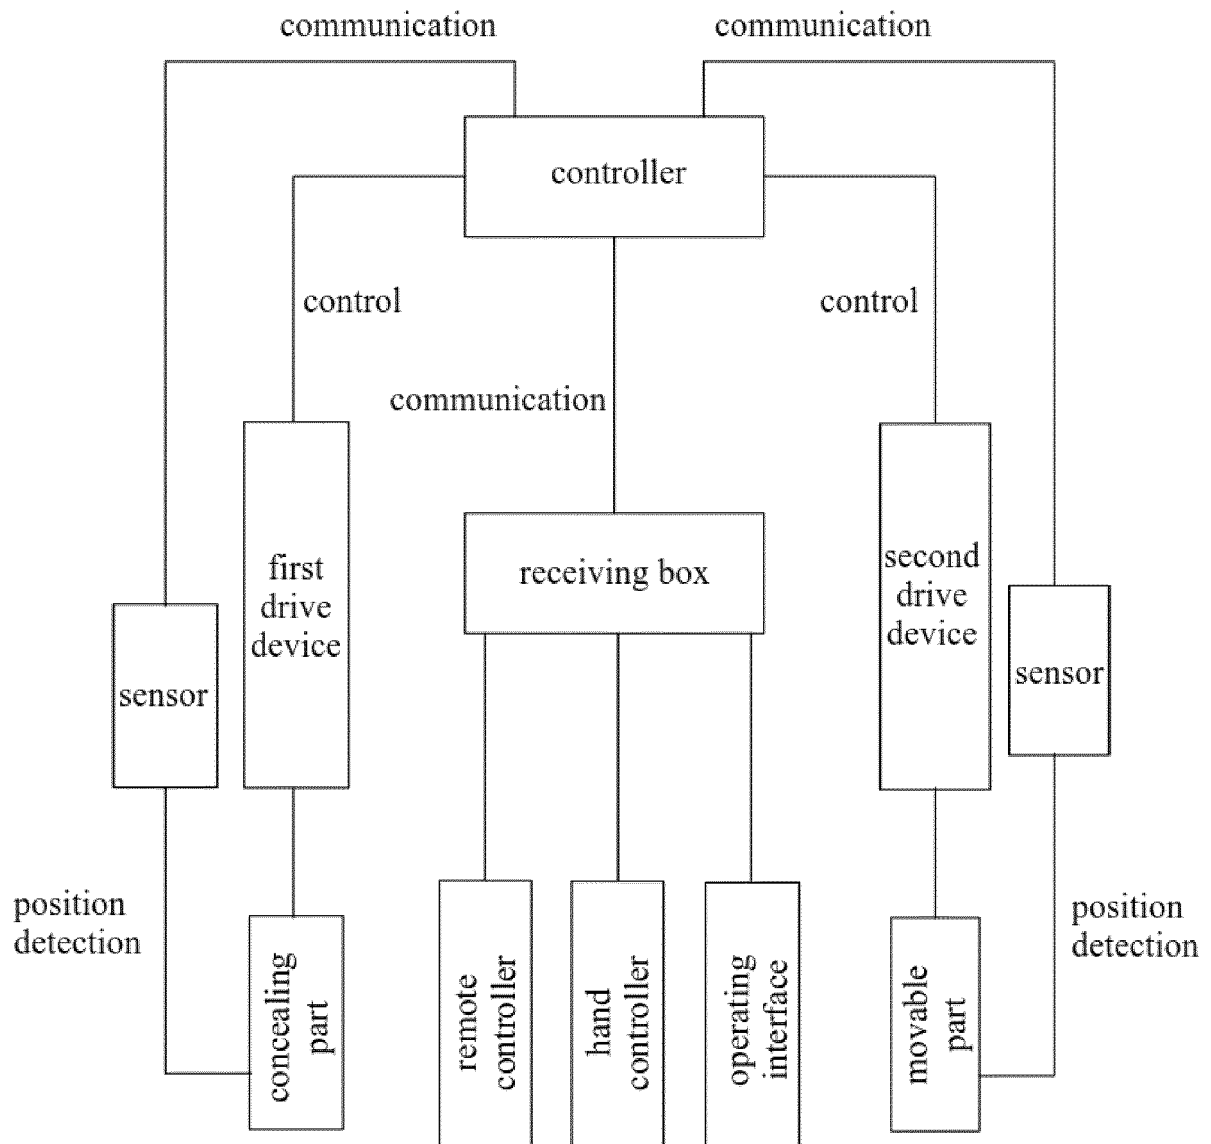 communication
communication
controller
control
control
communication
first
drive
device
receiving box
second
drive
device
sensor
sensor
position
detection
position
detection
concealing
part
remote
controller
hand
controller
operating
interface
movable
part